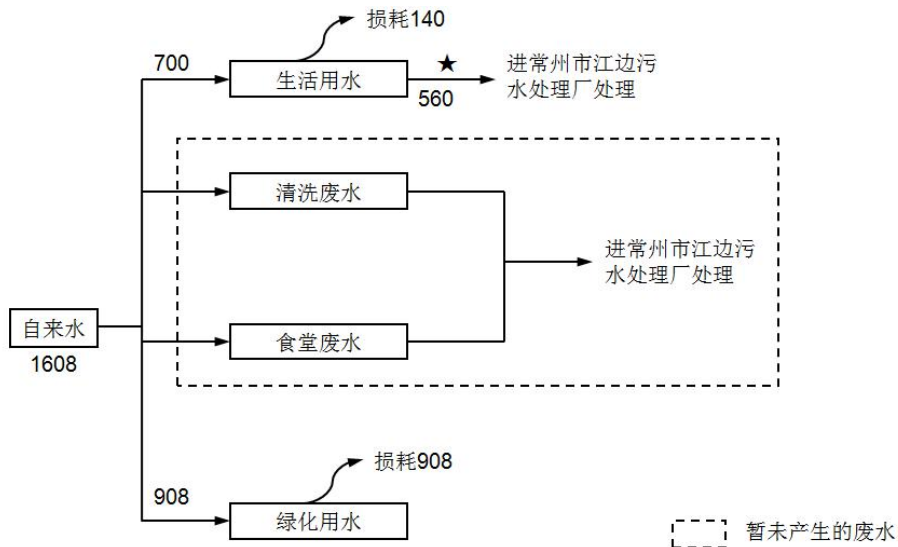 损耗140
700
生活用水
★
560
进常州市江边污
水处理厂处理
清洗废水
进常州市江边污
水处理厂处理
自来水
1608
食堂废水
损耗908
908
绿化用水
暂未产生的废水